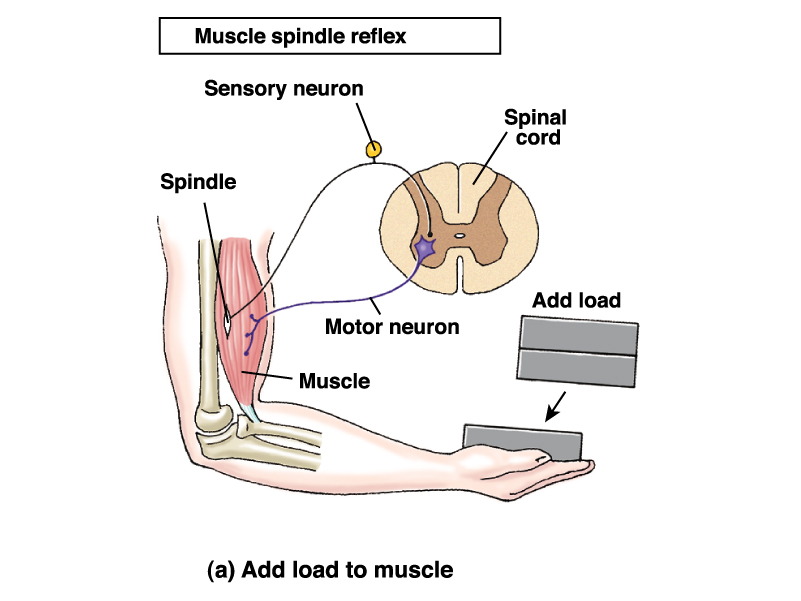 Muscle spindle reflex
Sensory neuron
Spinal
cord
Spindle
Add load
Motor neuron
Muscle
(a) Add load to muscle